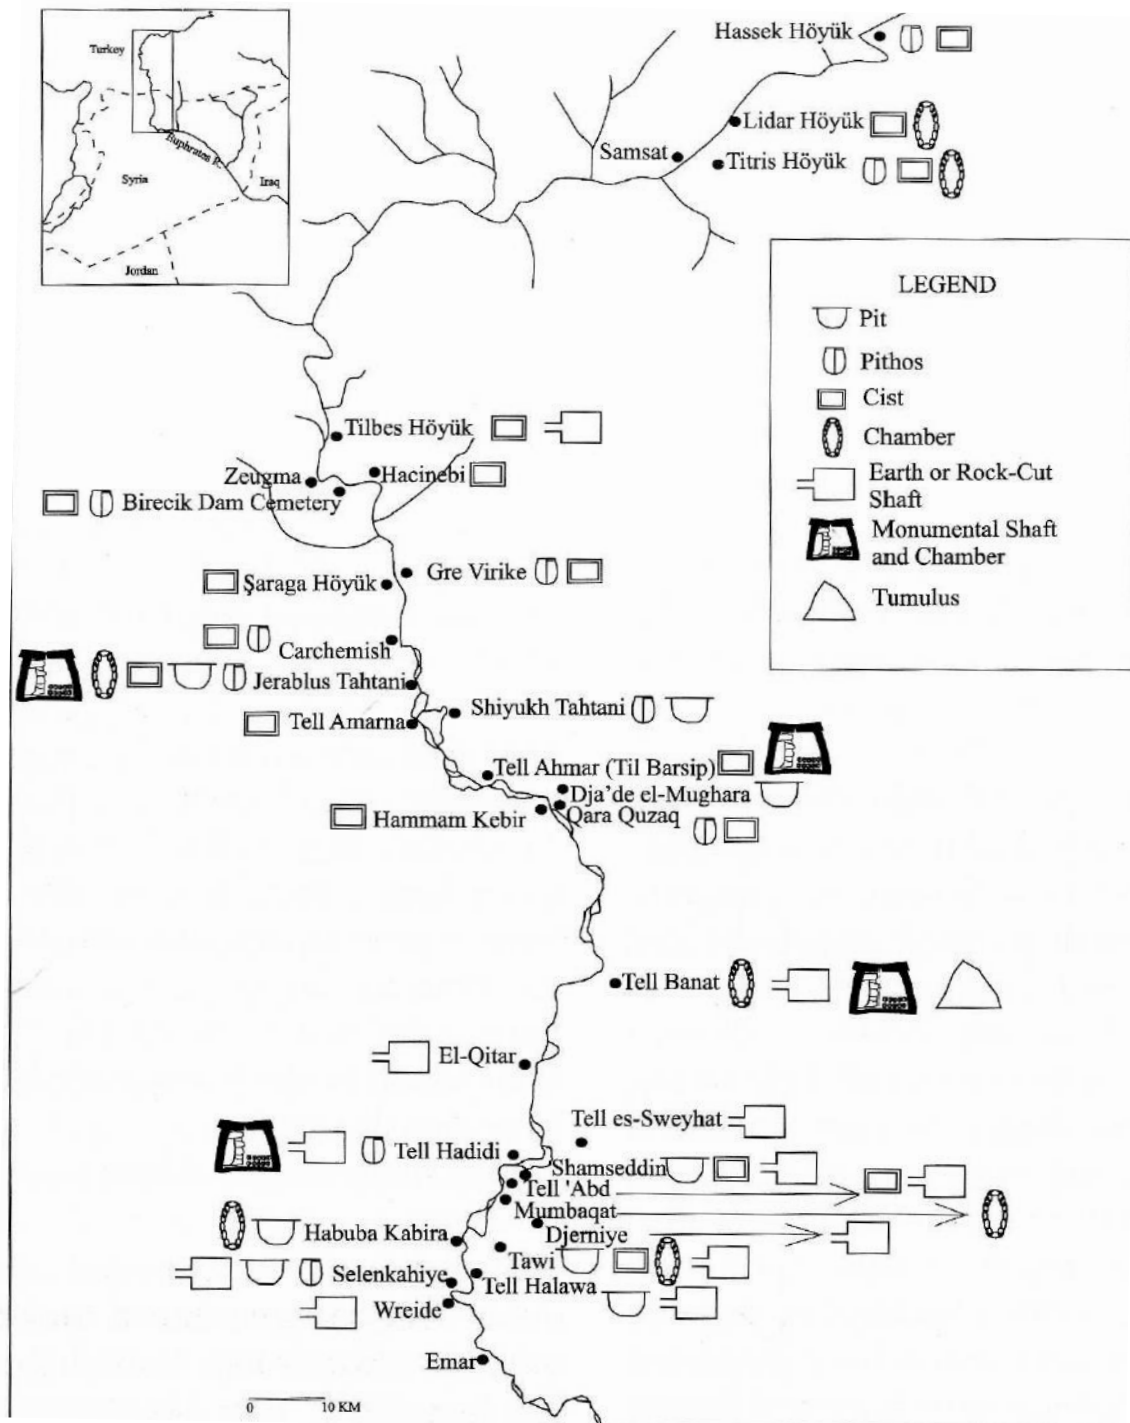 Turkey
Euphrates R.
Syria
Iraq
Jordan
Hassek Höyük
Lidar Höyük
Samsat
Titris Höyük
LEGEND
Pit
Pithos
Cist
Chamber
Earth or Rock-Cut
Shaft
Monumental Shaft
and Chamber
Tumulus
Tilbes Höyük
Zeugma
Hacinebi
Birecik Dam Cemetery
Gre Virike
Şaraga Höyük
Carchemish
Jerablus Tahtani
Shiyukh Tahtani
Tell Amarna
Tell Ahmar (Til Barsip)
Dja'de el-Mughara
Hammam Kebir
Qara Quzaq
Tell Banat
El-Qitar
Tell es-Sweyhat
Tell Hadidi
Shamseddin
Tell 'Abd
Mumbaqat
Habuba Kabira
Djerniye
Tawi
Selenkahiye
Tell Halawa
Wreide
Emar
0 10 KM